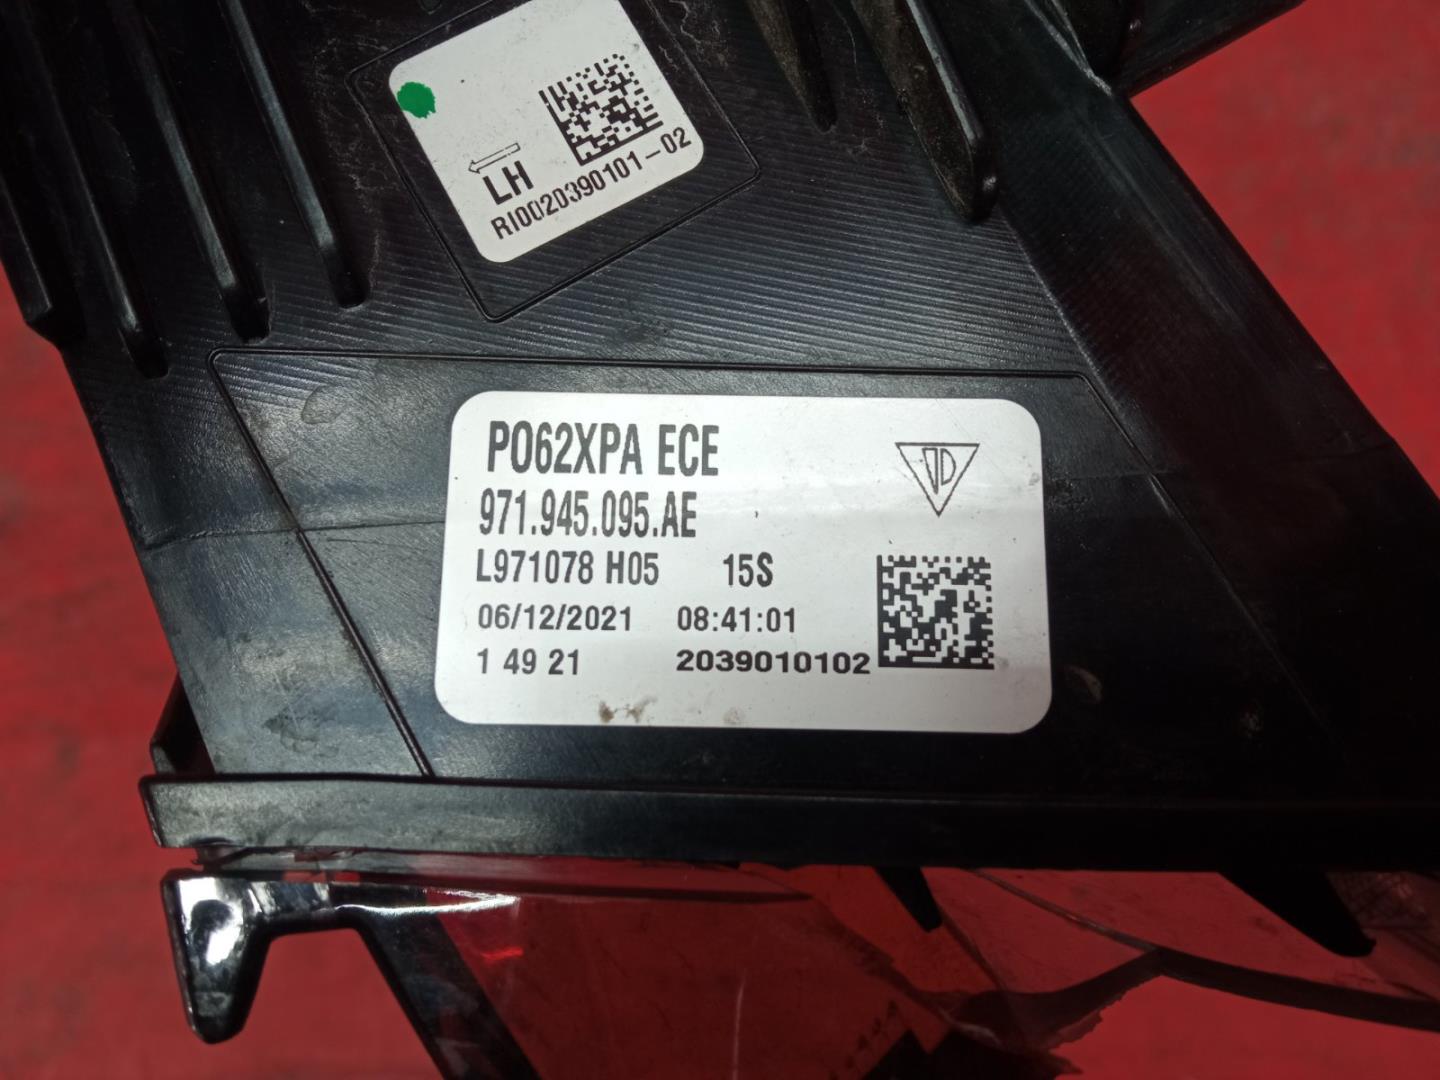 LH
RI0020390101-02
PO62XPA ECE
971.945.095.AE
L971078 H05 15S
06/12/2021 08:41:01
1 49 21 2039010102